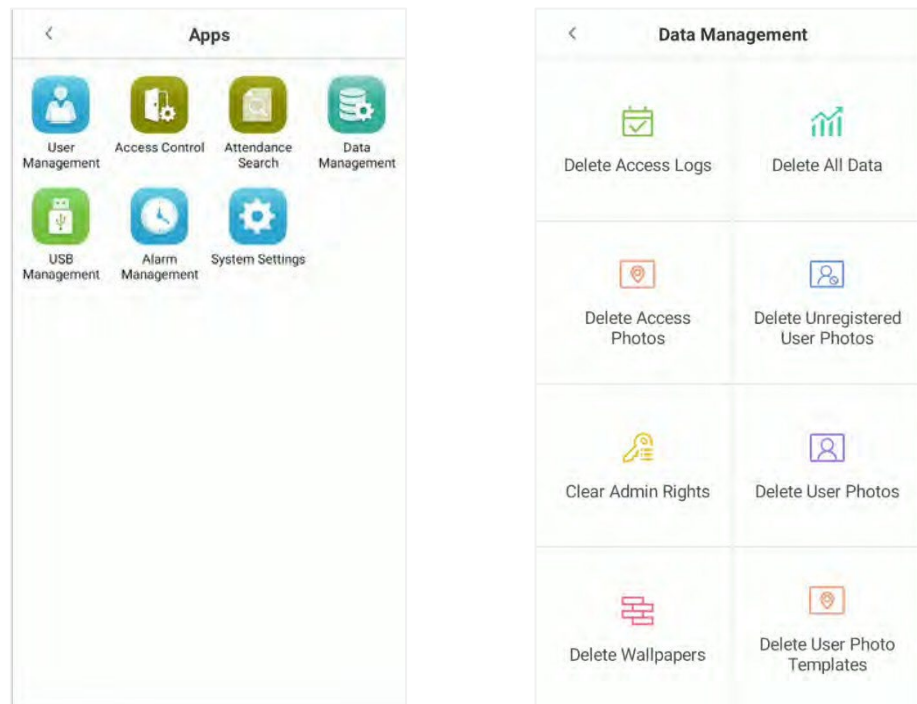 Apps
User
Management
Access Control
Attendance
Search
Data
Management
USB
Management
Alarm
Management
System Settings
Data Management
Delete Access Logs
Delete All Data
Delete Access
Photos
Delete Unregistered
User Photos
Clear Admin Rights
Delete User Photos
Delete Wallpapers
Delete User Photo
Templates